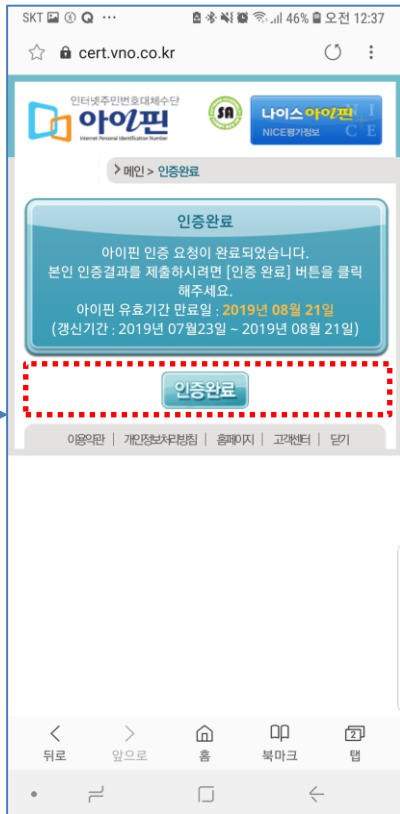 SKT Q ··· 46% 오전 12:37
cert.vno.co.kr
인터넷주민번호대체수단
아이핀
Internet Personal Identification Number
SA
나이스아이핀
NICE평가정보
N I
C E
> 메인 > 인증완료
인증완료
아이핀 인증 요청이 완료되었습니다.
본인 인증결과를 제출하시려면 [인증 완료] 버튼을 클릭
해주세요.
아이핀 유효기간 만료일 : 2019년 08월 21일
(갱신기간 : 2019년 07월23일 ~ 2019년 08월 21일)
인증완료
이용약관 | 개인정보처리방침 | 홈페이지 | 고객센터 | 닫기
뒤로 앞으로 홈 북마크 2 탭